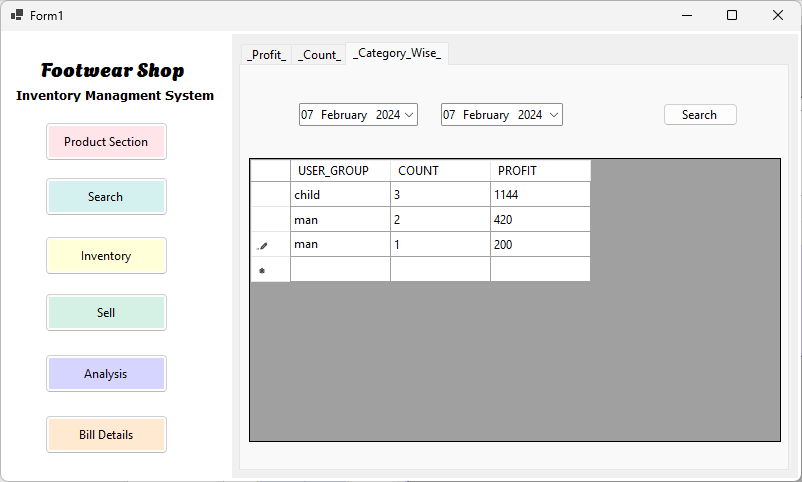 Form1
Footwear Shop
Inventory Managment System
Product Section
Search
Inventory
Sell
Analysis
Bill Details
_Profit_ _Count_ _Category_Wise_
07 February 2024 07 February 2024 Search
USER_GROUP COUNT PROFIT
child 3 1144
man 2 420
man 1 200